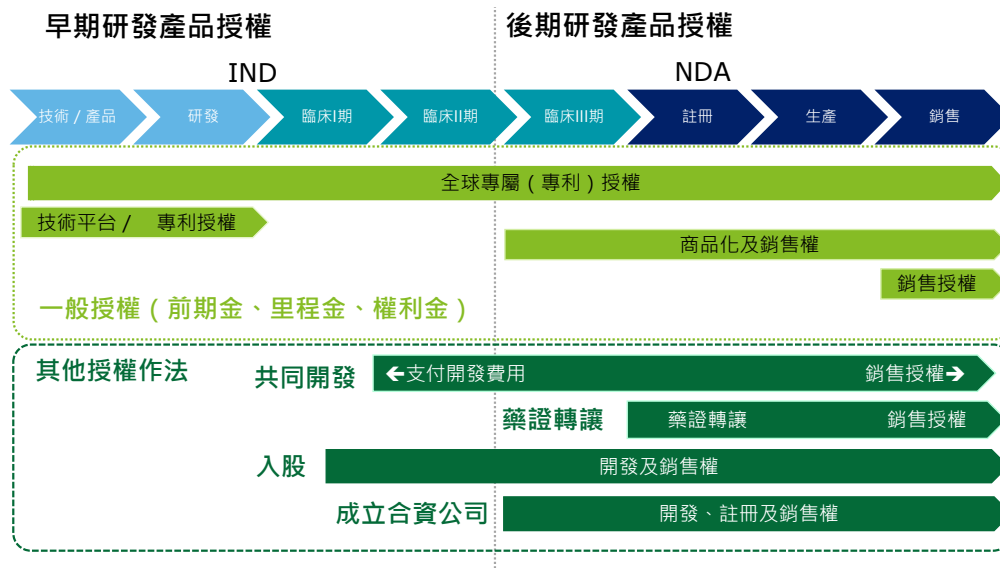 早期研發產品授權
後期研發產品授權
IND
NDA
技術 / 產品
研發
臨床I期
臨床II期
臨床III期
註冊
生產
銷售
全球專屬（專利）授權
技術平台 / 專利授權
商品化及銷售權
銷售授權
一般授權（前期金、里程金、權利金）
其他授權作法
共同開發
←支付開發費用
銷售授權→
藥證轉讓
藥證轉讓
銷售授權
入股
開發及銷售權
成立合資公司
開發、註冊及銷售權